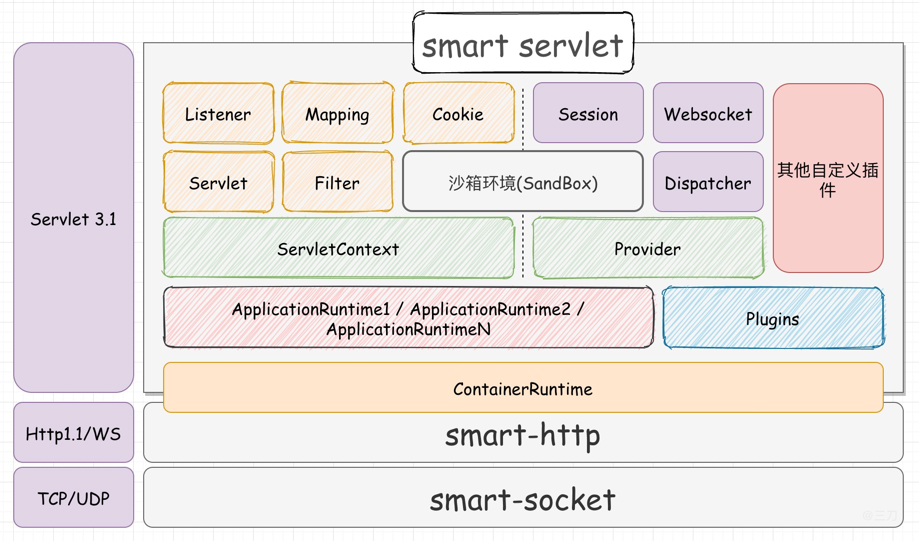 smart servlet
Servlet 3.1
Listener
Mapping
Cookie
Session
Websocket
其他自定义插
件
Servlet
Filter
沙箱环境(SandBox)
Dispatcher
ServletContext
Provider
ApplicationRuntime1 / ApplicationRuntime2 /
ApplicationRuntimeN
Plugins
ContainerRuntime
Http1.1/WS
smart-http
TCP/UDP
smart-socket
@三刀